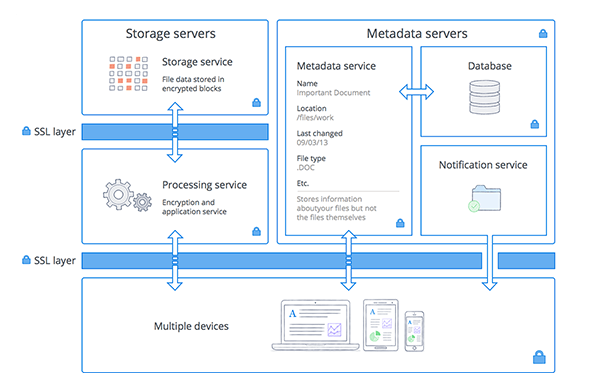 Storage servers
Storage service
File data stored in
encrypted blocks
SSL layer
Processing service
Encryption and
application service
SSL layer
Metadata servers
Metadata service
Name
Important Document
Location
/files/work
Last changed
09/03/13
File type
.DOC
Etc.
Stores information
aboutyour files but not
the files themselves
Database
Notification service
Multiple devices
A
A
A